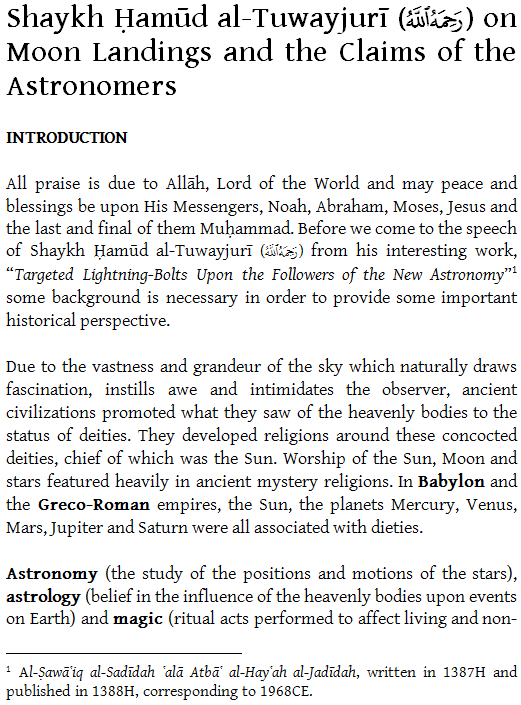 Shaykh Ḥamūd al-Tuwayjurī (رَحِمَهُ ٱللَّٰهُ) on
Moon Landings and the Claims of the
Astronomers
INTRODUCTION
All praise is due to Allāh, Lord of the World and may peace and
blessings be upon His Messengers, Noah, Abraham, Moses, Jesus and
the last and final of them Muḥammad. Before we come to the speech
of Shaykh Ḥamūd al-Tuwayjurī (رَحِمَهُ ٱللَّٰهُ) from his interesting work,
“Targeted Lightning-Bolts Upon the Followers of the New Astronomy”¹
some background is necessary in order to provide some important
historical perspective.
Due to the vastness and grandeur of the sky which naturally draws
fascination, instills awe and intimidates the observer, ancient
civilizations promoted what they saw of the heavenly bodies to the
status of deities. They developed religions around these concocted
deities, chief of which was the Sun. Worship of the Sun, Moon and
stars featured heavily in ancient mystery religions. In Babylon and
the Greco-Roman empires, the Sun, the planets Mercury, Venus,
Mars, Jupiter and Saturn were all associated with dieties.
Astronomy (the study of the positions and motions of the stars),
astrology (belief in the influence of the heavenly bodies upon events
on Earth) and magic (ritual acts performed to affect living and non-
¹ Al-Ṣawāʿiq al-Sadīdah ʿalā Atbāʿ al-Hayʾah al-Jadīdah, written in 1387H and
published in 1388H, corresponding to 1968CE.